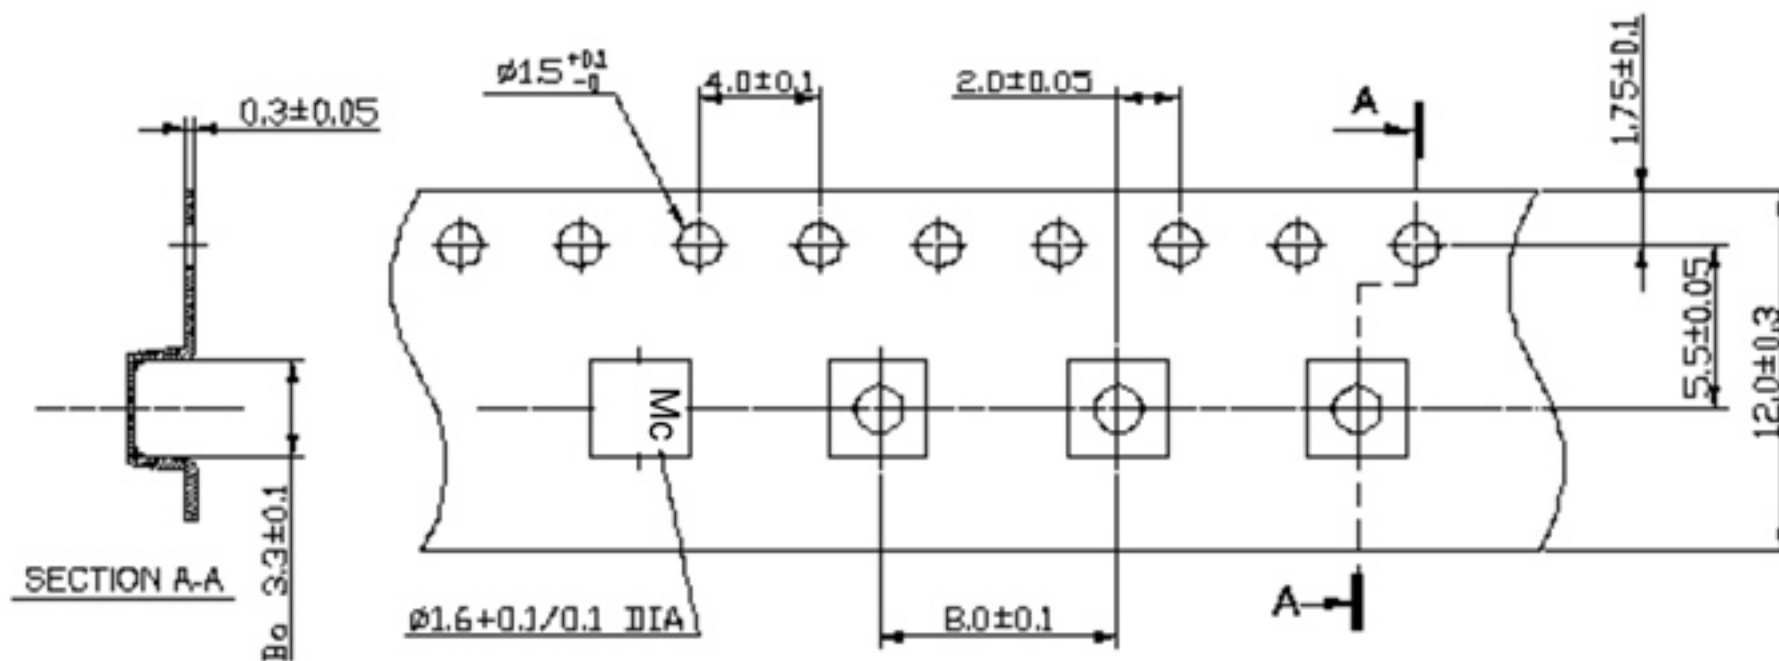 ø1.5 +0.1 -0
4.0±0.1
2.0±0.05
1.75±0.1
0.3±0.05
A
5.5±0.05
12.0±0.3
Mc
Bo 3.3±0.1
SECTION A-A
ø1.6+0.1/0.1 DIA
8.0±0.1
A